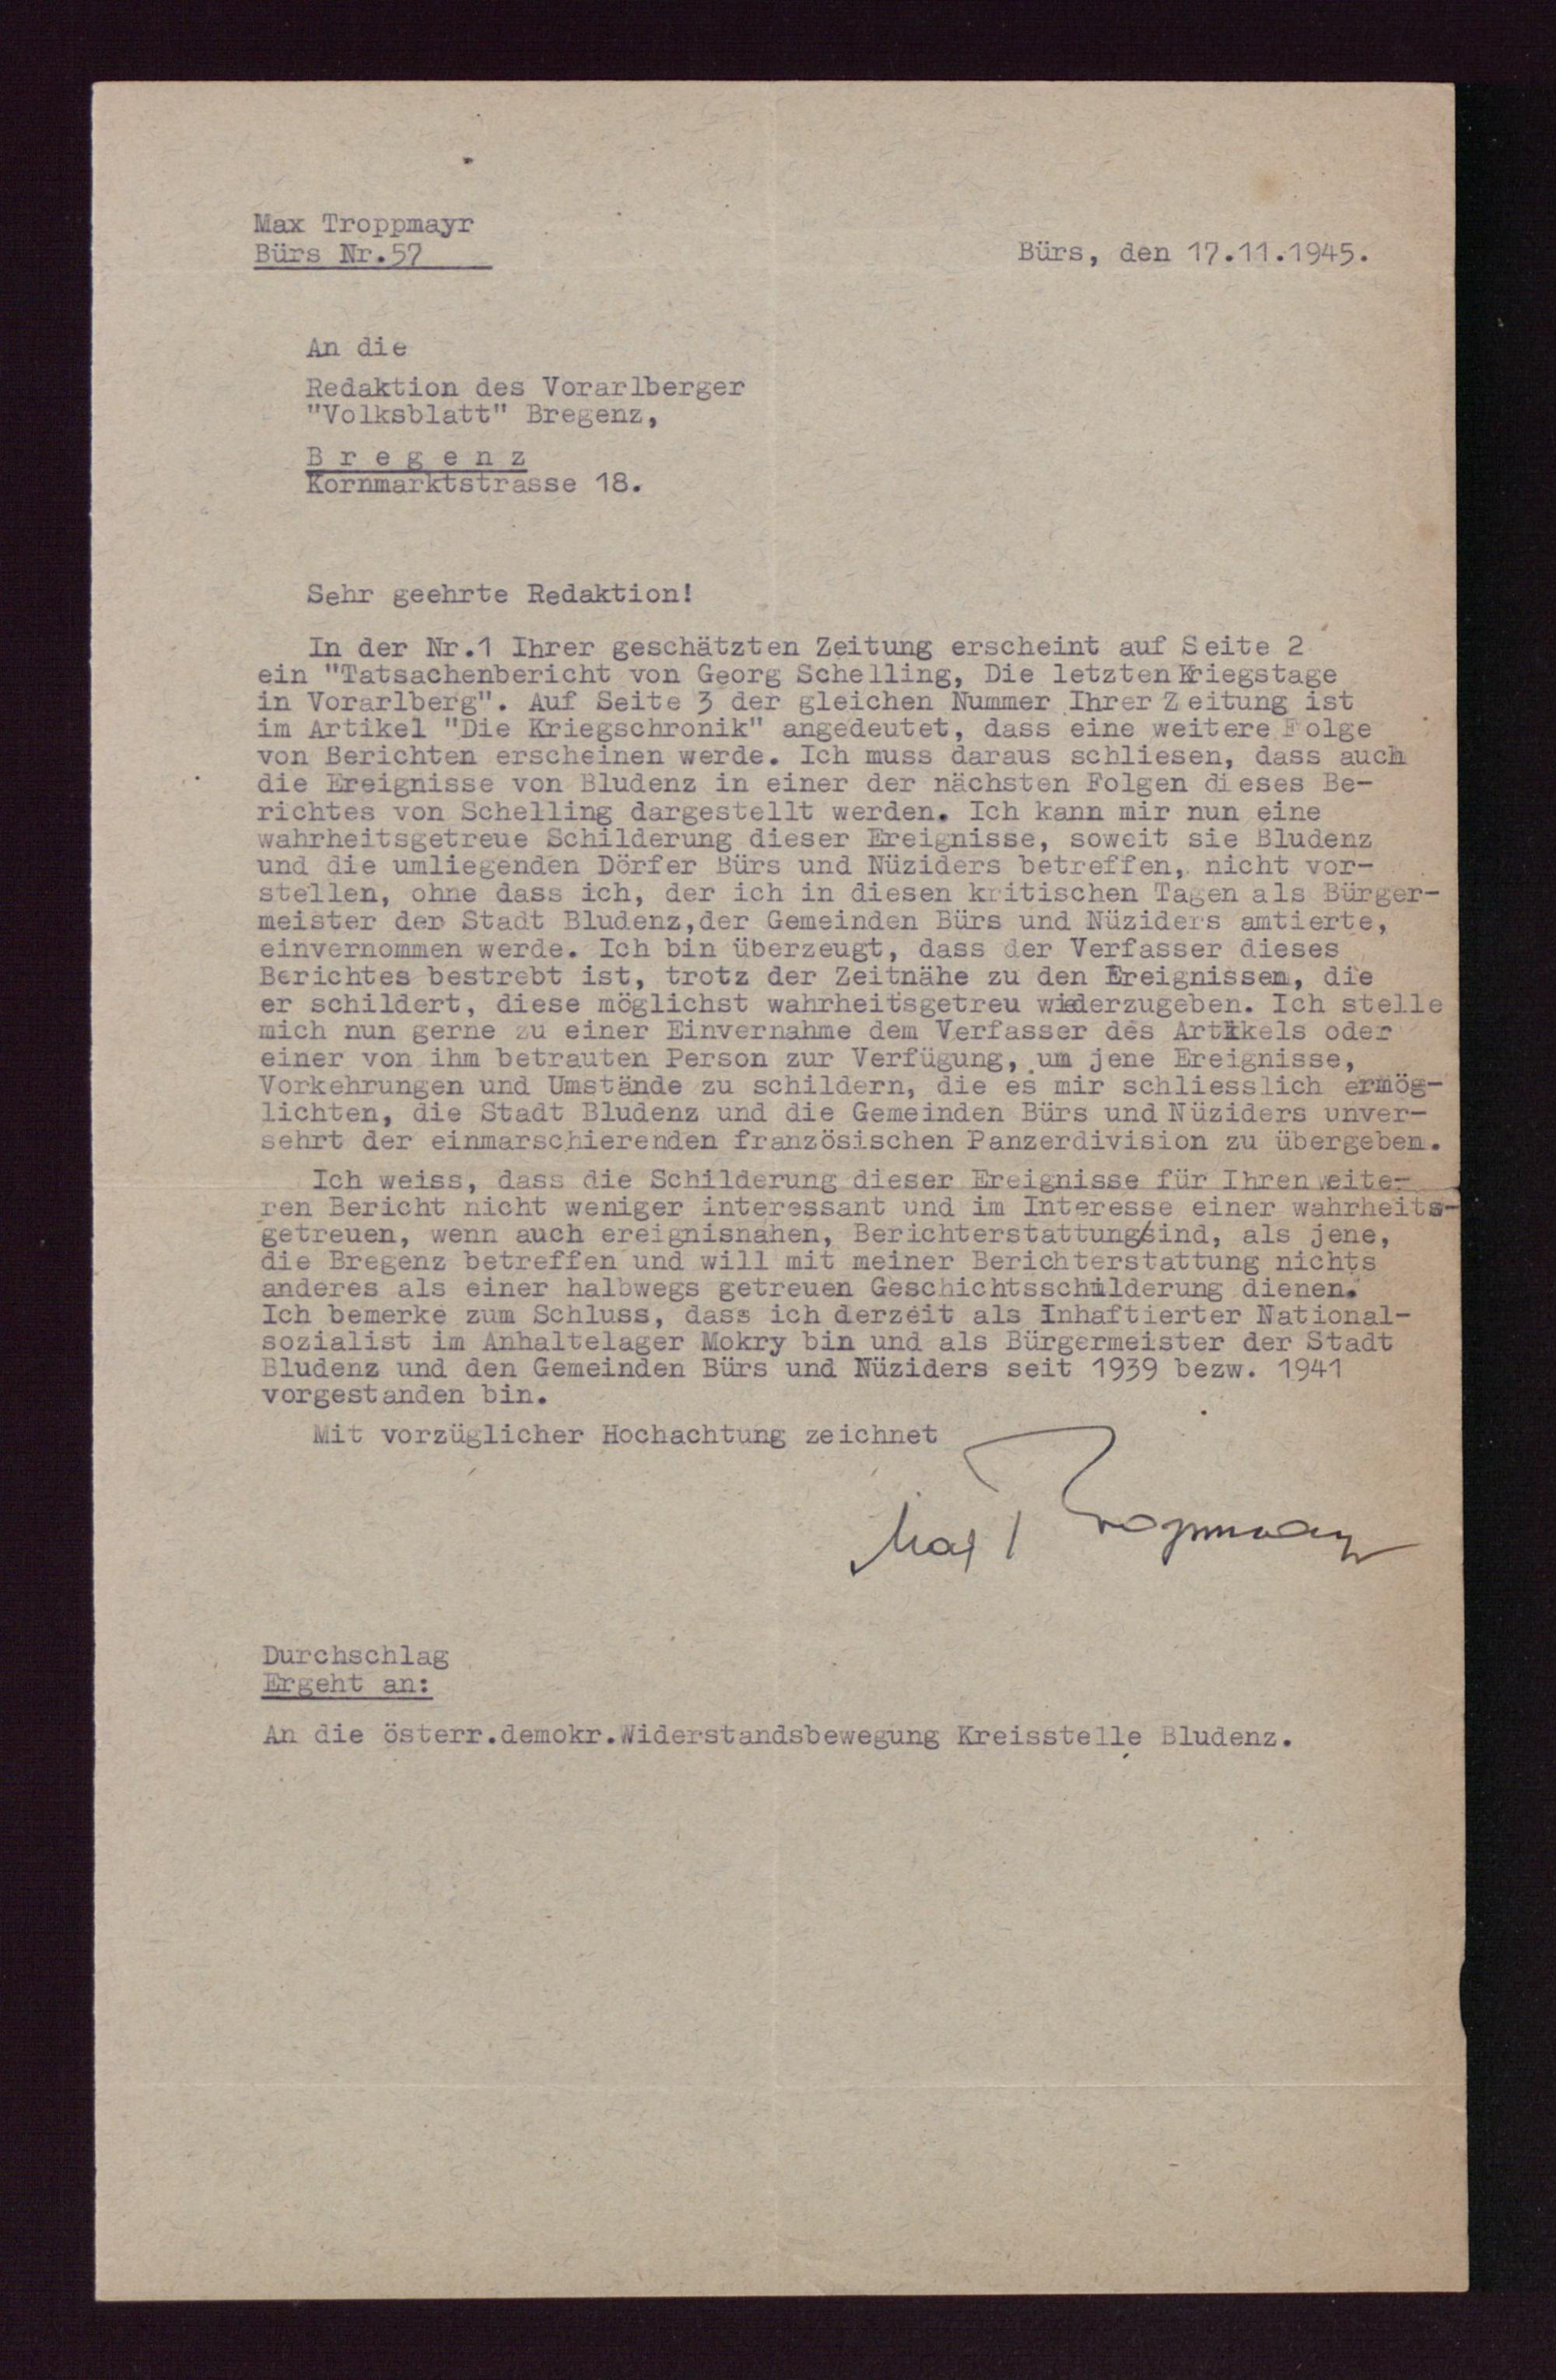 Max Troppmayr
Bürs Nr.57
Bürs, den 17.11.1945.
An die
Redaktion des Vorarlberger
"Volksblatt" Bregenz,
B r e g e n z
Kornmarktstrasse 18.
Sehr geehrte Redaktion!
In der Nr.1 Ihrer geschätzten Zeitung erscheint auf Seite 2
ein "Tatsachenbericht von Georg Schelling, Die letzten Kriegstage
in Vorarlberg". Auf Seite 3 der gleichen Nummer Ihrer Zeitung ist
im Artikel "Die Kriegschronik" angedeutet, dass eine weitere Folge
von Berichten erscheinen werde. Ich muss daraus schliesen, dass auch
die Ereignisse von Bludenz in einer der nächsten Folgen dieses Be-
richtes von Schelling dargestellt werden. Ich kann mir nun eine
wahrheitsgetreue Schilderung dieser Ereignisse, soweit sie Bludenz
und die umliegenden Dörfer Bürs und Nüziders betreffen, nicht vor-
stellen, ohne dass ich, der ich in diesen kritischen Tagen als Bürger-
meister der Stadt Bludenz,der Gemeinden Bürs und Nüziders amtierte,
einvernommen werde. Ich bin überzeugt, dass der Verfasser dieses
Berichtes bestrebt ist, trotz der Zeitnähe zu den Ereignissen, die
er schildert, diese möglichst wahrheitsgetreu wiederzugeben. Ich stelle
mich nun gerne zu einer Einvernahme dem Verfasser des Artikels oder
einer von ihm betrauten Person zur Verfügung, um jene Ereignisse,
Vorkehrungen und Umstände zu schildern, die es mir schliesslich ermög-
lichten, die Stadt Bludenz und die Gemeinden Bürs und Nüziders unver-
sehrt der einmarschierenden französischen Panzerdivision zu übergeben.
Ich weiss, dass die Schilderung dieser Ereignisse für Ihren weite-
ren Bericht nicht weniger interessant und im Interesse einer wahrheits-
getreuen, wenn auch ereignisnahen, Berichterstattung/sind, als jene,
die Bregenz betreffen und will mit meiner Berichterstattung nichts
anderes als einer halbwegs getreuen Geschichtsschilderung dienen.
Ich bemerke zum Schluss, dass ich derzeit als Inhaftierter National-
sozialist im Anhaltelager Mokry bin und als Bürgermeister der Stadt
Bludenz und den Gemeinden Bürs und Nüziders seit 1939 bezw. 1941
vorgestanden bin.
Mit vorzüglicher Hochachtung zeichnet
Max Troppmayr
Durchschlag
Ergeht an:
An die österr.demokr.Widerstandsbewegung Kreisstelle Bludenz.